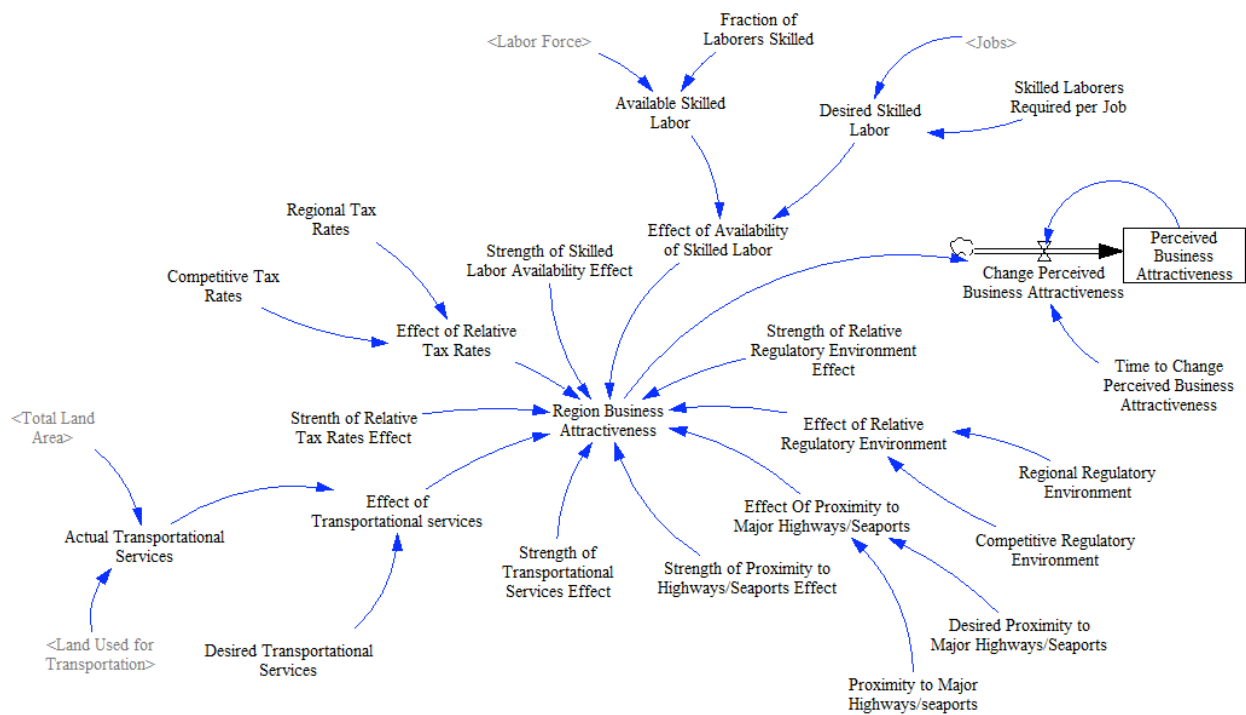 Fraction of
Laborers Skilled
<Labor Force>
<Jobs>
Skilled Laborers
Required per Job
Available Skilled
Labor
Desired Skilled
Labor
Regional Tax
Rates
Strength of Skilled
Labor Availability Effect
Effect of Availability
of Skilled Labor
Perceived
Business
Attractiveness
Change Perceived
Business Attractiveness
Competitive Tax
Rates
Effect of Relative
Tax Rates
Strength of Relative
Regulatory Environment
Effect
Time to Change
Perceived Business
Attractiveness
<Total Land
Area>
Strenth of Relative
Tax Rates Effect
Region Business
Attractiveness
Effect of Relative
Regulatory Environment
Regional Regulatory
Environment
Effect of
Transportational services
Effect Of Proximity to
Major Highways/Seaports
Actual Transportational
Services
Strength of
Transportational
Services Effect
Strength of Proximity to
Highways/Seaports Effect
Competitive Regulatory
Environment
<Land Used for
Transportation>
Desired Transportational
Services
Desired Proximity to
Major Highways/Seaports
Proximity to Major
Highways/seaports